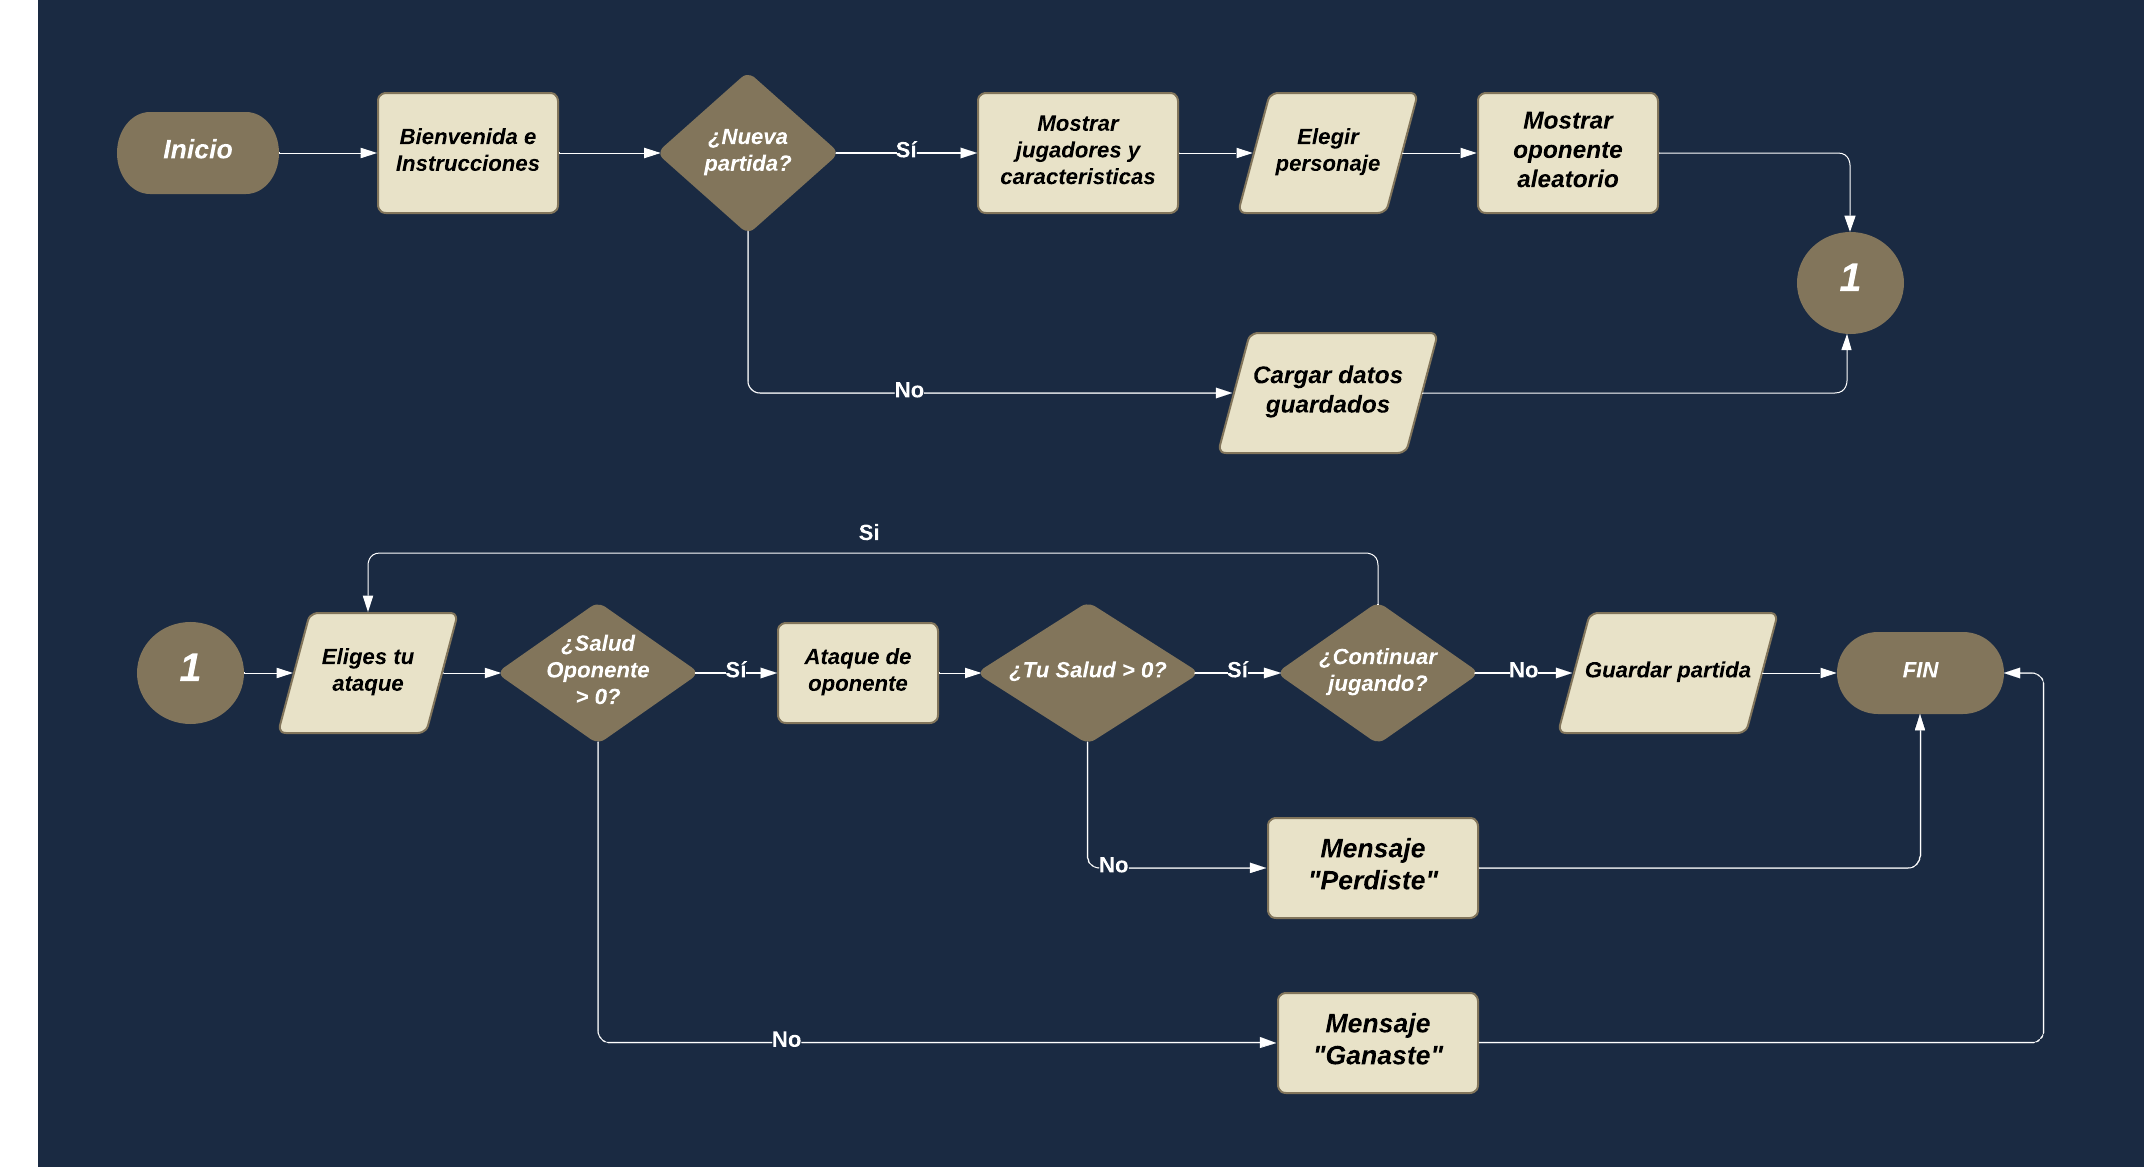 Inicio
Bienvenida e
Instrucciones
¿Nueva
partida?
Sí
Mostrar
jugadores y
caracteristicas
Elegir
personaje
Mostrar
oponente
aleatorio
1
No
Cargar datos
guardados
Si
1
Eliges tu
ataque
¿Salud
Oponente
> 0?
Sí
Ataque de
oponente
¿Tu Salud > 0?
Sí
¿Continuar
jugando?
No
Guardar partida
FIN
No
Mensaje
"Perdiste"
No
Mensaje
"Ganaste"